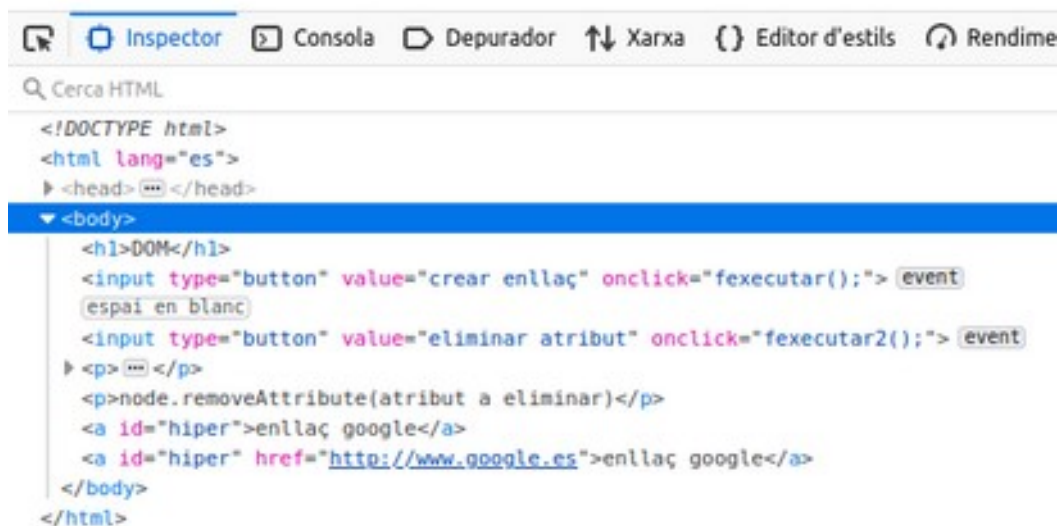 Inspector Consola Depurador Xarxa Editor d'estils Rendime
Cerca HTML
<!DOCTYPE html>
<html lang="es">
<head> ••• </head>
<body>
<h1>DOM</h1>
<input type="button" value="crear enllaç" onclick="fexecutar();"> event
espai en blanc
<input type="button" value="eliminar atribut" onclick="fexecutar2();"> event
<p> ••• </p>
<p>node.removeAttribute(atribut a eliminar)</p>
<a id="hiper">enllaç google</a>
<a id="hiper" href="http://www.google.es">enllaç google</a>
</body>
</html>